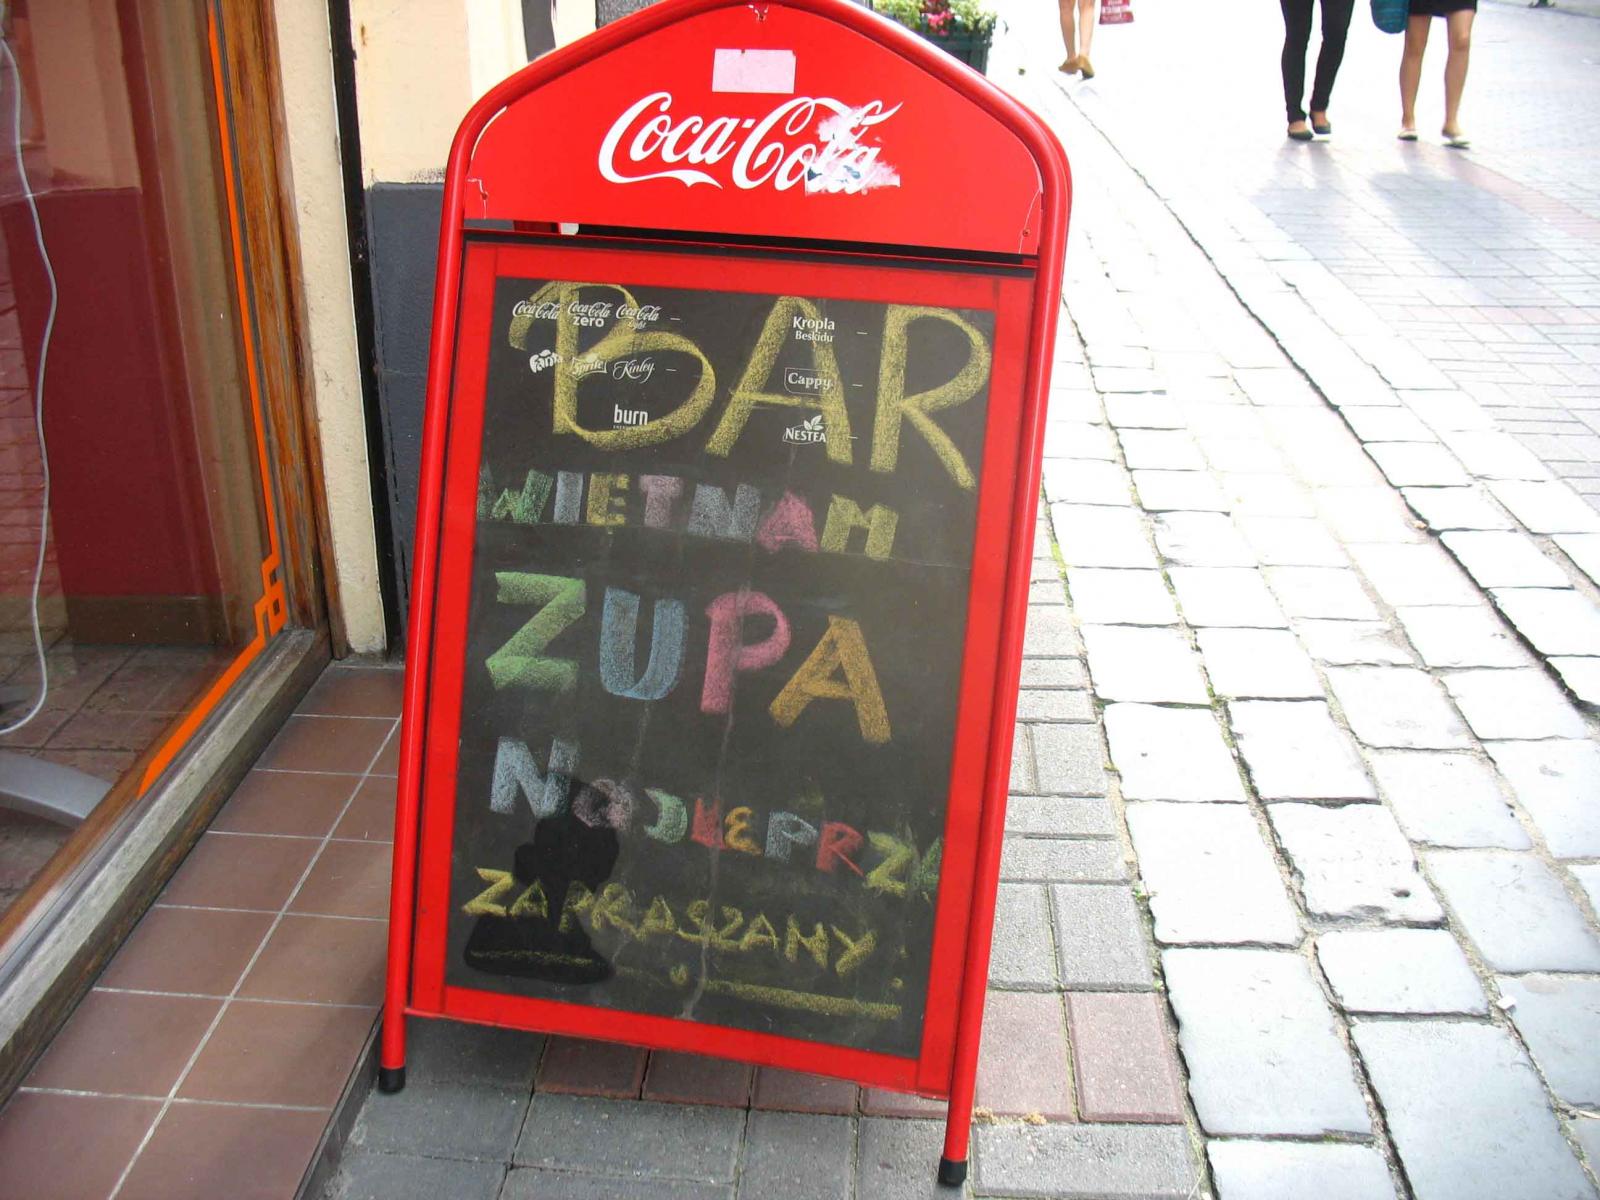 Coca-Cola
Coca-Cola Coca-Cola zero Coca-Cola light –
Kropla Beskidu –
Fanta Sprite Kinley –
Cappy –
burn
NESTEA –
BAR
WIETNAM
ZUPA
NAJLEPRZA
ZAPRASZAMY